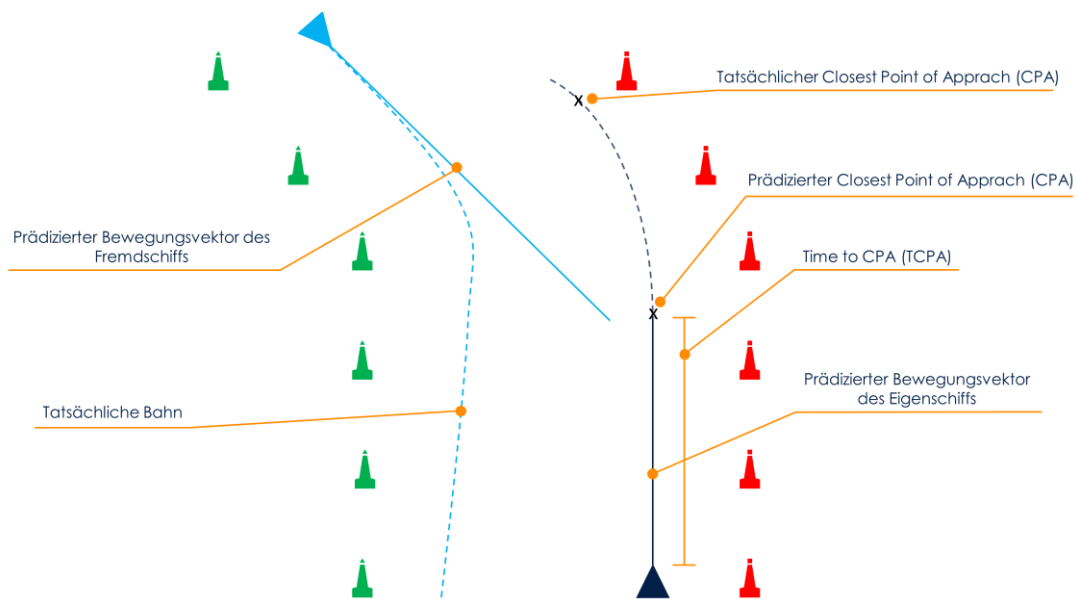 Tatsächlicher Closest Point of Apprach (CPA)
Prädizierter Closest Point of Apprach (CPA)
Prädizierter Bewegungsvektor des
Fremdschiffs
Time to CPA (TCPA)
Prädizierter Bewegungsvektor
des Eigenschiffs
Tatsächliche Bahn
x
x